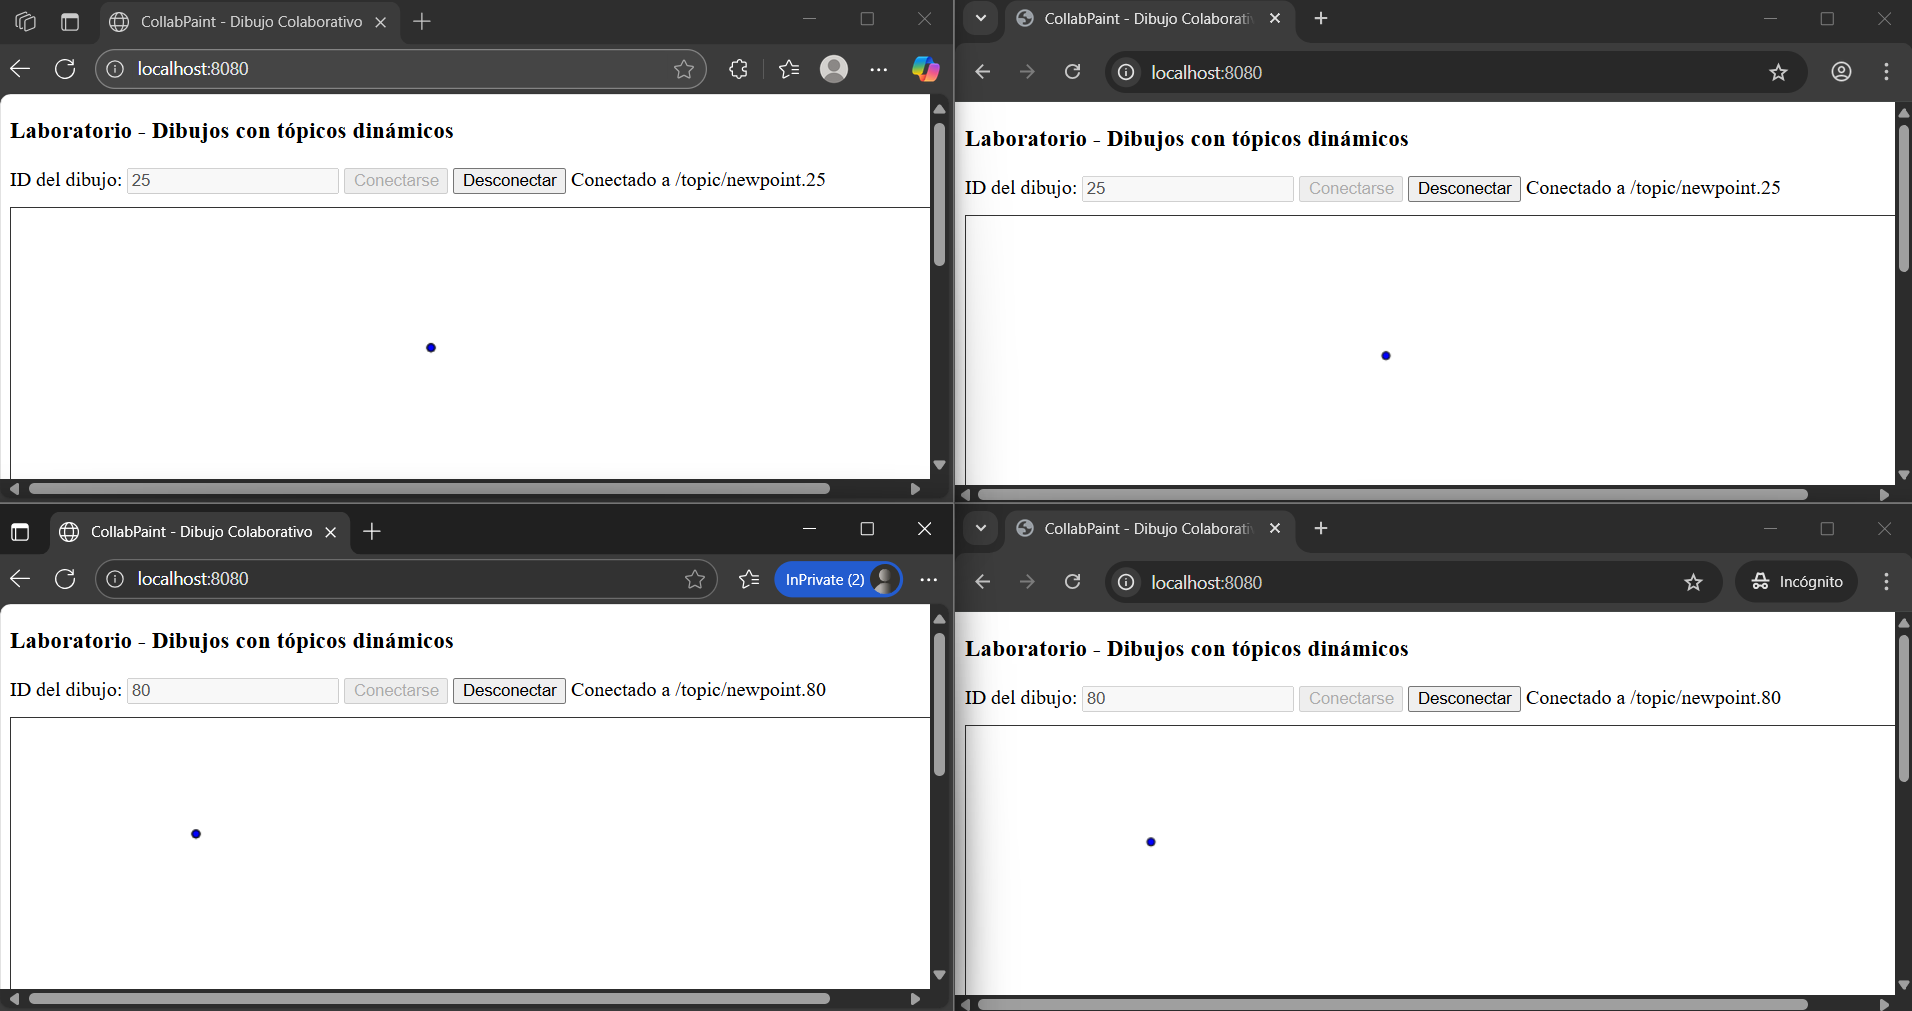 CollabPaint - Dibujo Colaborativo
localhost:8080
Laboratorio - Dibujos con tópicos dinámicos
ID del dibujo: 25 Conectarse Desconectar Conectado a /topic/newpoint.25
CollabPaint - Dibujo Colaborati
localhost:8080
Laboratorio - Dibujos con tópicos dinámicos
ID del dibujo: 25 Conectarse Desconectar Conectado a /topic/newpoint.25
CollabPaint - Dibujo Colaborativo
localhost:8080 InPrivate (2)
Laboratorio - Dibujos con tópicos dinámicos
ID del dibujo: 80 Conectarse Desconectar Conectado a /topic/newpoint.80
CollabPaint - Dibujo Colaborati
localhost:8080 Incógnito
Laboratorio - Dibujos con tópicos dinámicos
ID del dibujo: 80 Conectarse Desconectar Conectado a /topic/newpoint.80